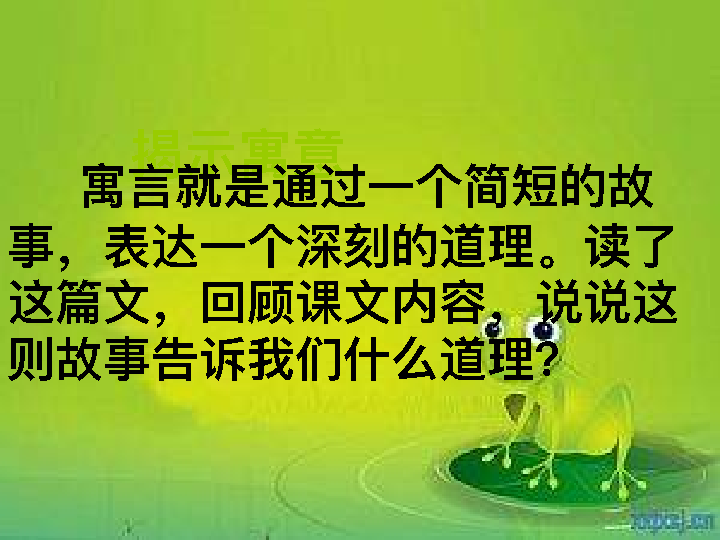 揭示寓意
寓言就是通过一个简短的故
事，表达一个深刻的道理。读了
这篇文，回顾课文内容，说说这
则故事告诉我们什么道理？